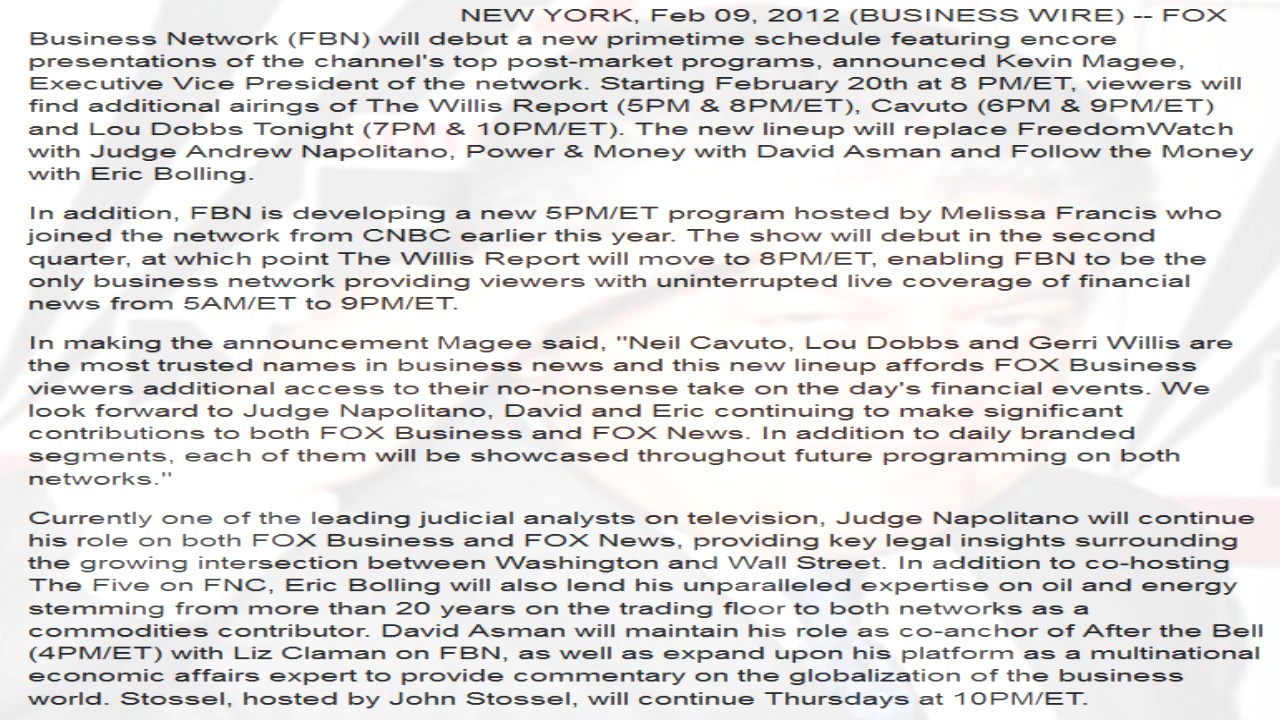 NEW YORK, Feb 09, 2012 (BUSINESS WIRE) -- FOX
Business Network (FBN) will debut a new primetime schedule featuring encore
presentations of the channel's top post-market programs, announced Kevin Magee,
Executive Vice President of the network. Starting February 20th at 8 PM/ET, viewers will
find additional airings of The Willis Report (5PM & 8PM/ET), Cavuto (6PM & 9PM/ET)
and Lou Dobbs Tonight (7PM & 10PM/ET). The new lineup will replace FreedomWatch
with Judge Andrew Napolitano, Power & Money with David Asman and Follow the Money
with Eric Bolling.
In addition, FBN is developing a new 5PM/ET program hosted by Melissa Francis who
joined the network from CNBC earlier this year. The show will debut in the second
quarter, at which point The Willis Report will move to 8PM/ET, enabling FBN to be the
only business network providing viewers with uninterrupted live coverage of financial
news from 5AM/ET to 9PM/ET.
In making the announcement Magee said, "Neil Cavuto, Lou Dobbs and Gerri Willis are
the most trusted names in business news and this new lineup affords FOX Business
viewers additional access to their no-nonsense take on the day's financial events. We
look forward to Judge Napolitano, David and Eric continuing to make significant
contributions to both FOX Business and FOX News. In addition to daily branded
segments, each of them will be showcased throughout future programming on both
networks."
Currently one of the leading judicial analysts on television, Judge Napolitano will continue
his role on both FOX Business and FOX News, providing key legal insights surrounding
the growing intersection between Washington and Wall Street. In addition to co-hosting
The Five on FNC, Eric Bolling will also lend his unparalleled expertise on oil and energy
stemming from more than 20 years on the trading floor to both networks as a
commodities contributor. David Asman will maintain his role as co-anchor of After the Bell
(4PM/ET) with Liz Claman on FBN, as well as expand upon his platform as a multinational
economic affairs expert to provide commentary on the globalization of the business
world. Stossel, hosted by John Stossel, will continue Thursdays at 10PM/ET.